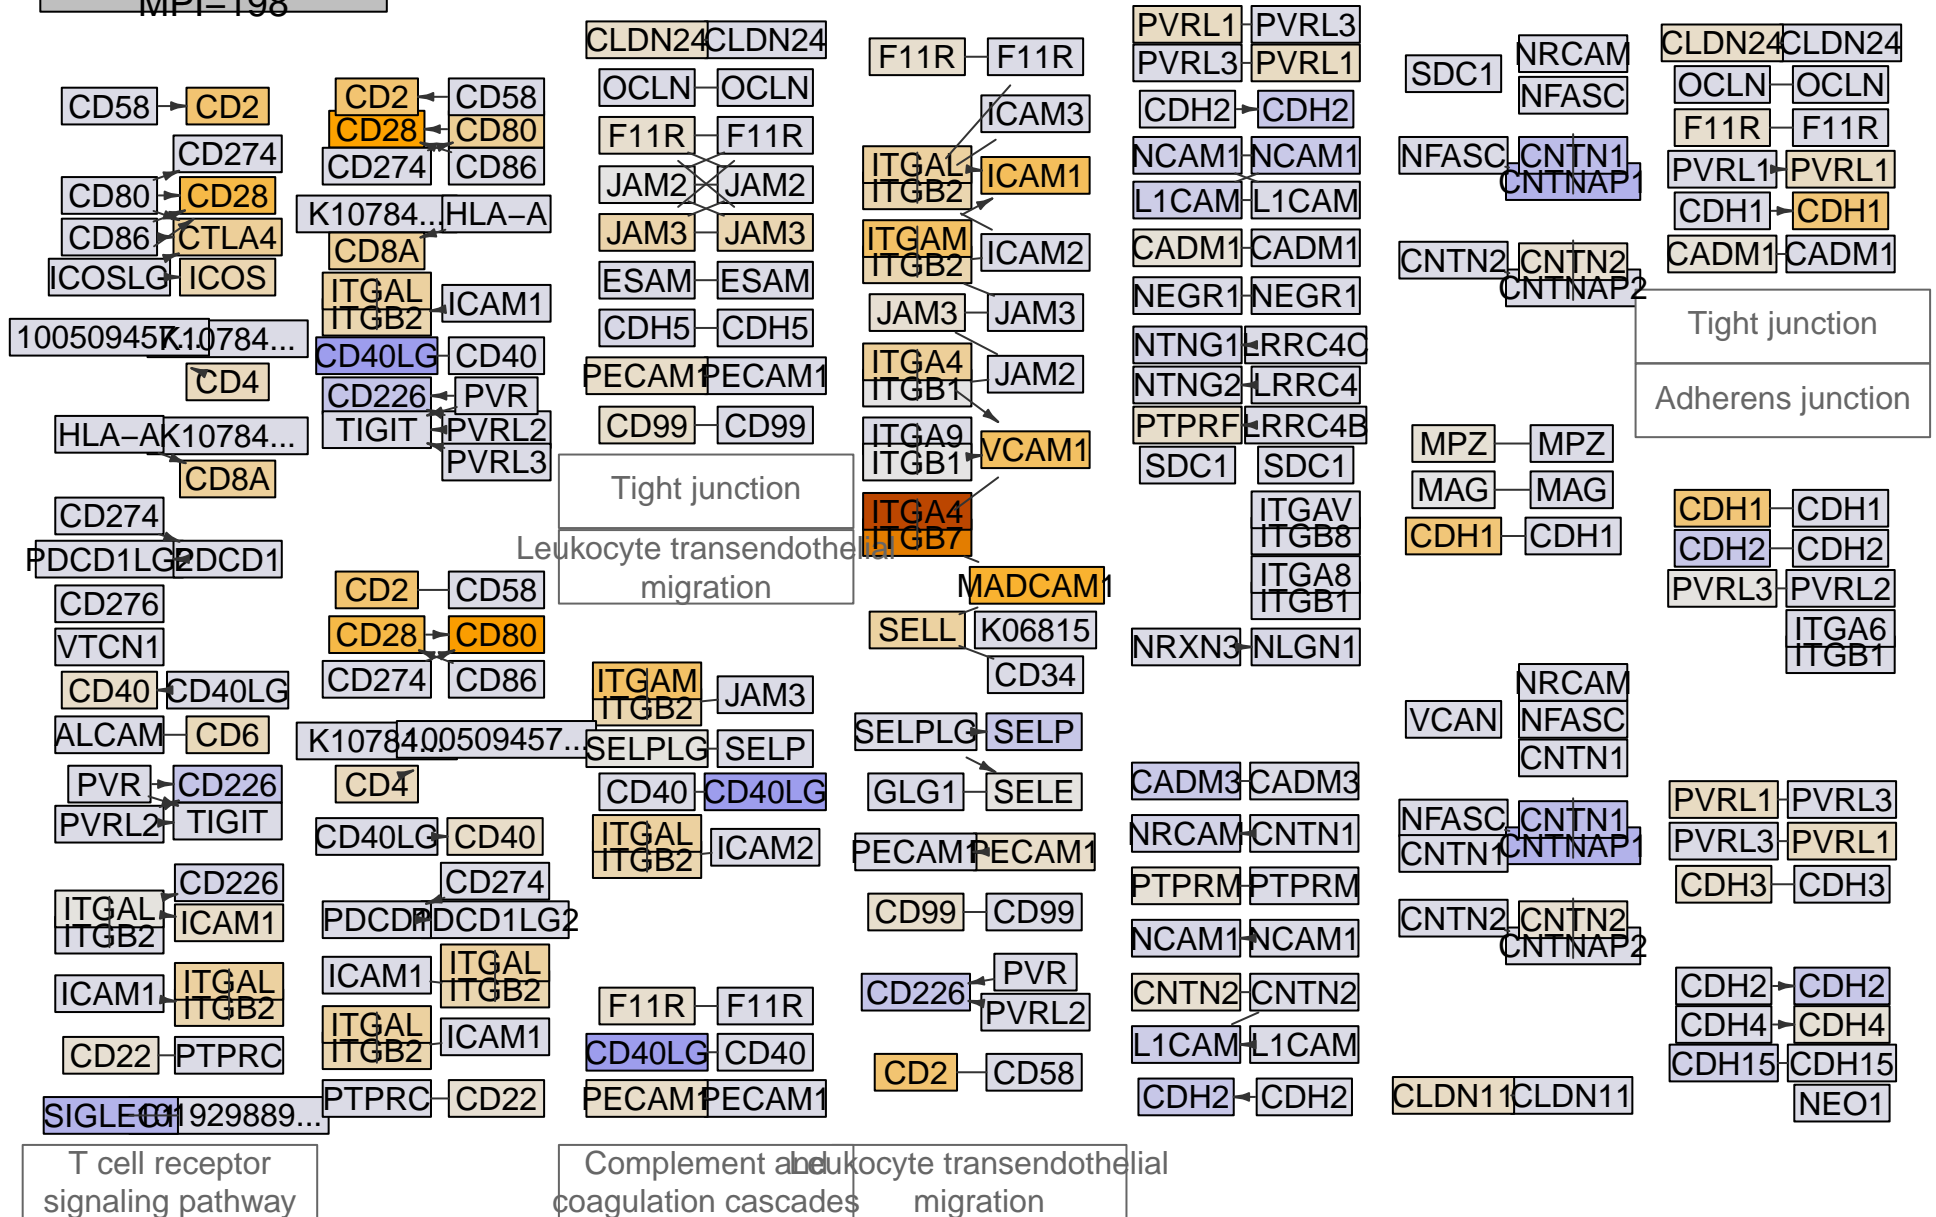 MPI−198
CD58
CD2
CD274
CD80
CD28
CD86
CTLA4
ICOSLG
ICOS
K10784...
CD4
HLA−A
K10784...
CD8A
CD274
PDCD1LG2
PDCD1
CD276
VTCN1
CD40
CD40LG
ALCAM
CD6
PVR
CD226
PVRL2
TIGIT
CD226
ITGAL
ITGB2
ICAM1
ICAM1
ITGAL
ITGB2
CD22
PTPRC
T cell receptor
signaling pathway
CD2
CD58
CD28
CD80
CD274
CD86
K10784...
HLA−A
CD8A
ITGAL
ITGB2
ICAM1
CD40LG
CD40
CD226
PVR
TIGIT
PVRL2
PVRL3
CD2
CD58
CD28
CD80
CD274
CD86
100509457...
CD4
CD40LG
CD40
CD274
PDCD1
PDCD1LG2
ICAM1
ITGAL
ITGB2
ITGAL
ITGB2
ICAM1
PTPRC
CD22
CLDN24
CLDN24
OCLN
OCLN
F11R
F11R
JAM2
JAM2
JAM3
JAM3
ESAM
ESAM
CDH5
CDH5
PECAM1
PECAM1
CD99
CD99
Tight junction
Leukocyte transendothelial
migration
ITGAM
ITGB2
JAM3
SELPLG
SELP
CD40
CD40LG
ITGAL
ITGB2
ICAM2
F11R
F11R
CD40LG
CD40
PECAM1
PECAM1
Complement and
coagulation cascades
F11R
F11R
ICAM3
ITGAL
ITGB2
ICAM1
ITGAM
ITGB2
ICAM2
JAM3
JAM3
ITGA4
ITGB1
JAM2
ITGA9
ITGB1
VCAM1
ITGA4
ITGB7
MADCAM1
SELL
K06815
CD34
SELPLG
SELP
GLG1
SELE
PECAM1
PECAM1
CD99
CD99
CD226
PVR
PVRL2
CD2
CD58
Leukocyte transendothelial
migration
PVRL1
PVRL3
PVRL3
PVRL1
CDH2
CDH2
NCAM1
NCAM1
L1CAM
L1CAM
CADM1
CADM1
NEGR1
NEGR1
NTNG1
LRRC4C
NTNG2
LRRC4
PTPRF
LRRC4B
SDC1
SDC1
ITGAV
ITGB8
ITGA8
ITGB1
NRXN3
NLGN1
CADM3
CADM3
NRCAM
CNTN1
PTPRM
PTPRM
NCAM1
NCAM1
CNTN2
CNTN2
L1CAM
L1CAM
CDH2
CDH2
SDC1
NRCAM
NFASC
NFASC
CNTN1
CNTNAP1
CNTN2
CNTN2
CNTNAP2
MPZ
MPZ
MAG
MAG
CDH1
CDH1
VCAN
NRCAM
NFASC
CNTN1
NFASC
CNTN1
CNTN1
CNTNAP1
CNTN2
CNTN2
CNTNAP2
CLDN11
CLDN11
CLDN24
CLDN24
OCLN
OCLN
F11R
F11R
PVRL1
PVRL1
CDH1
CDH1
CADM1
CADM1
Tight junction
Adherens junction
CDH1
CDH1
CDH2
CDH2
PVRL3
PVRL2
ITGA6
ITGB1
PVRL1
PVRL3
PVRL3
PVRL1
CDH3
CDH3
CDH2
CDH2
CDH4
CDH4
CDH15
CDH15
NEO1